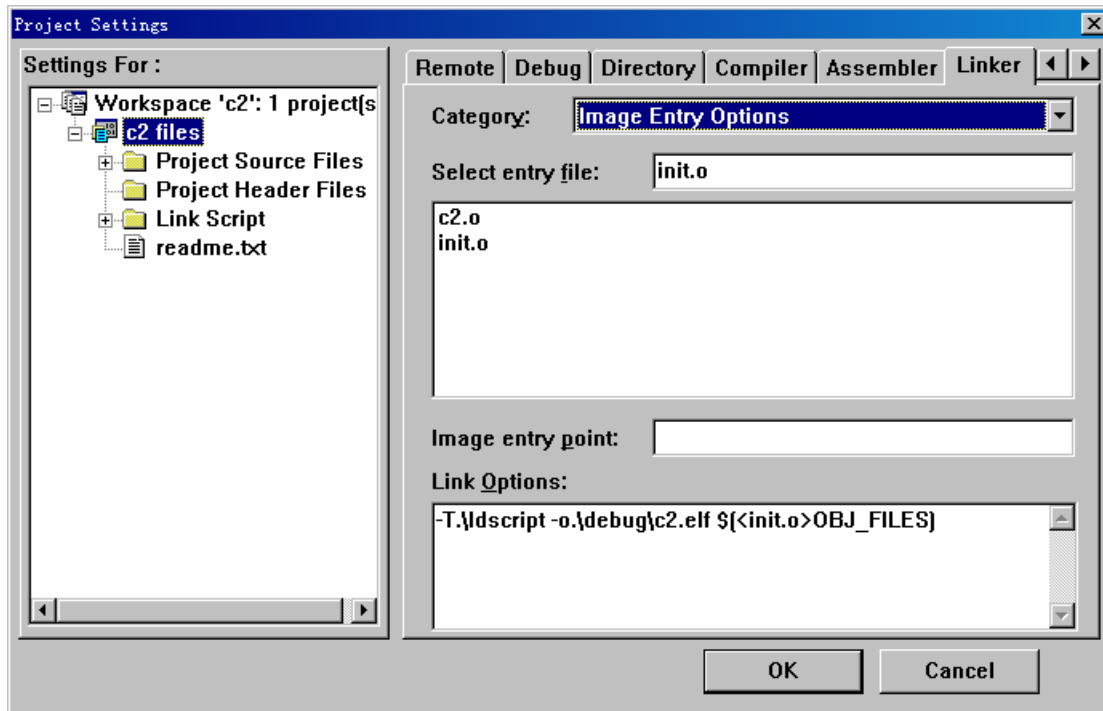 Project Settings
Settings For :
Workspace 'c2': 1 project(s
c2 files
Project Source Files
Project Header Files
Link Script
readme.txt
Remote Debug Directory Compiler Assembler Linker
Category: Image Entry Options
Select entry file: init.o
c2.o
init.o
Image entry point:
Link Options:
-T.\ldscript -o.\debug\c2.elf $(<init.o>OBJ_FILES)
OK Cancel